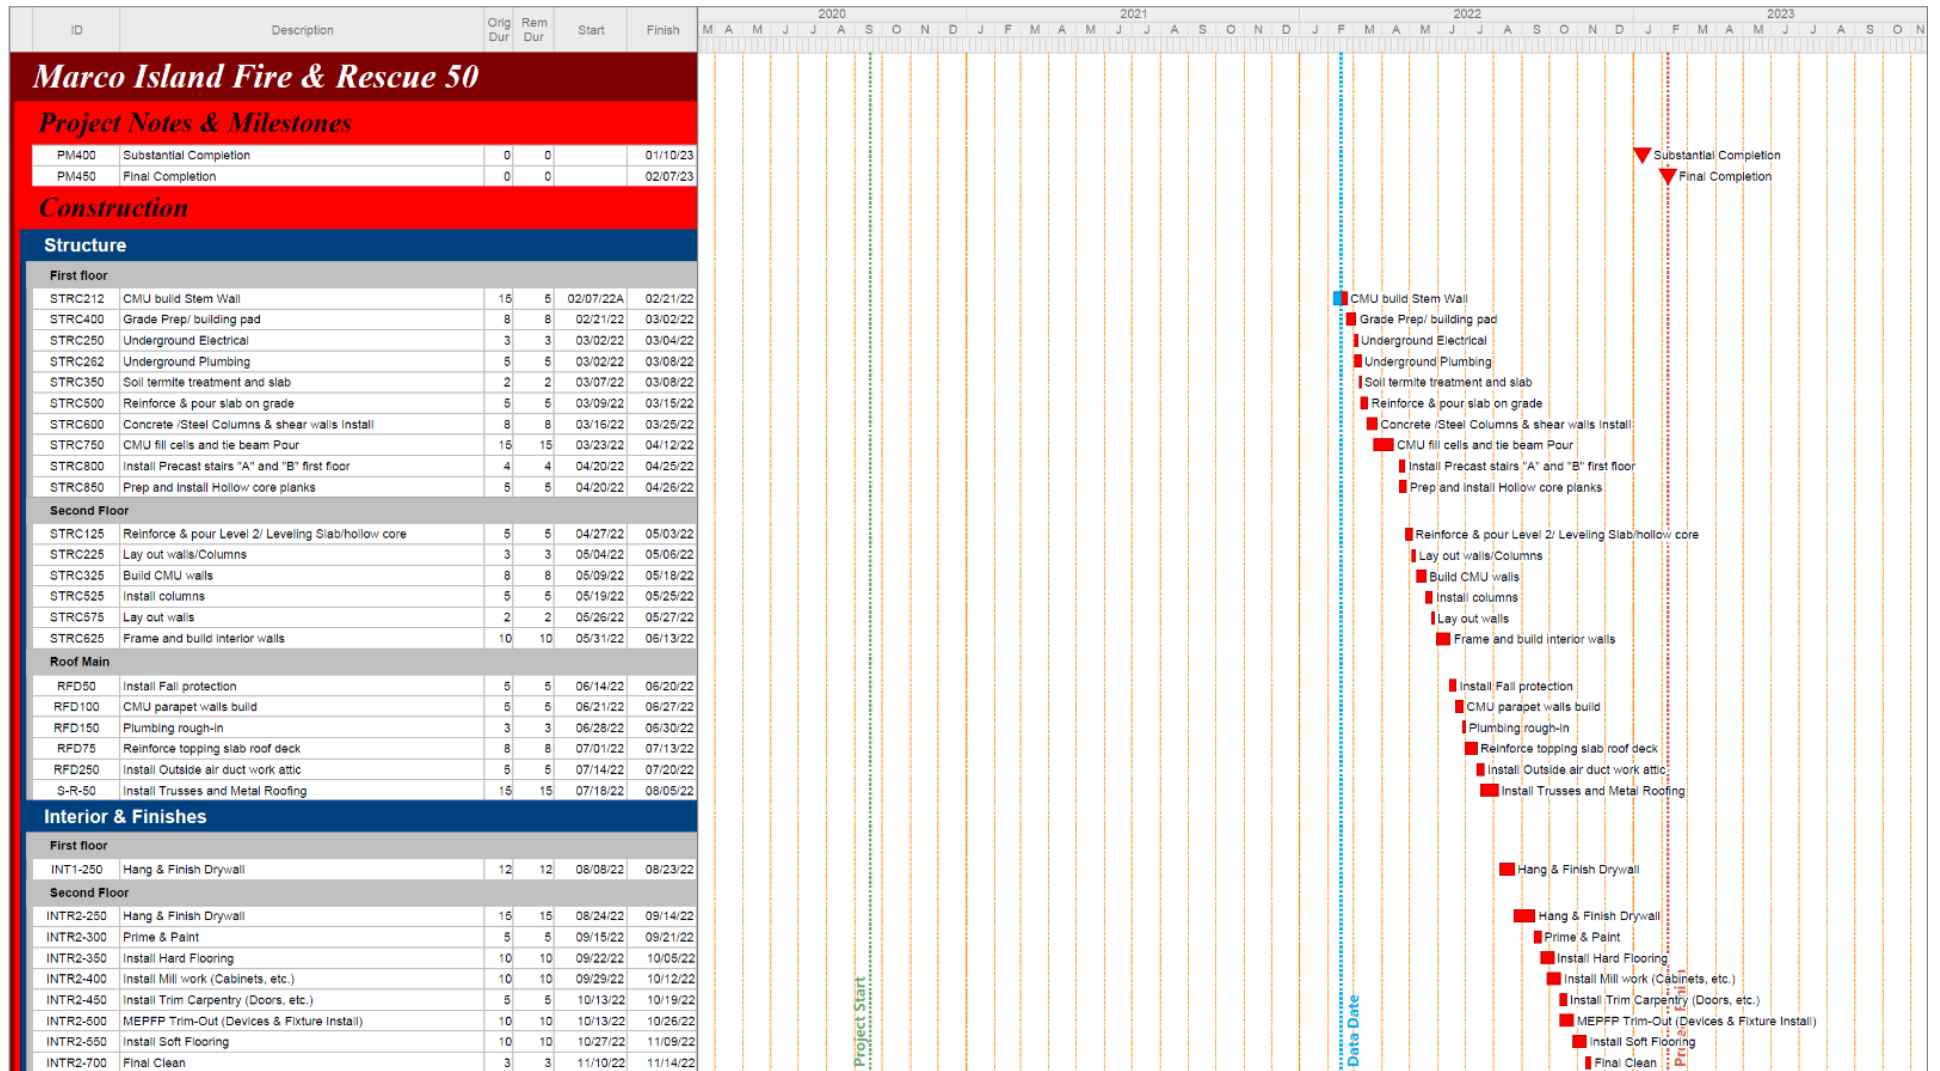 2020 2021 2022 2023
ID Description Orig Dur Rem Dur Start Finish M A M J J A S O N D J F M A M J J A S O N D J F M A M J J A S O N D J F M A M J J A S O N
Marco Island Fire & Rescue 50
Project Notes & Milestones
PM400 Substantial Completion 0 0 01/10/23 Substantial Completion
PM450 Final Completion 0 0 02/07/23 Final Completion
Construction
Structure
First floor
STRC212 CMU build Stem Wall 15 5 02/07/22A 02/21/22 CMU build Stem Wall
STRC400 Grade Prep/ building pad 8 8 02/21/22 03/02/22 Grade Prep/ building pad
STRC250 Underground Electrical 3 3 03/02/22 03/04/22 Underground Electrical
STRC262 Underground Plumbing 5 5 03/02/22 03/08/22 Underground Plumbing
STRC350 Soil termite treatment and slab 2 2 03/07/22 03/08/22 Soil termite treatment and slab
STRC500 Reinforce & pour slab on grade 5 5 03/09/22 03/15/22 Reinforce & pour slab on grade
STRC600 Concrete /Steel Columns & shear walls Install 8 8 03/16/22 03/25/22 Concrete /Steel Columns & shear walls Install
STRC750 CMU fill cells and tie beam Pour 15 15 03/23/22 04/12/22 CMU fill cells and tie beam Pour
STRC800 Install Precast stairs "A" and "B" first floor 4 4 04/20/22 04/25/22 Install Precast stairs "A" and "B" first floor
STRC850 Prep and install Hollow core planks 5 5 04/20/22 04/26/22 Prep and install Hollow core planks
Second Floor
STRC125 Reinforce & pour Level 2/ Leveling Slab/hollow core 5 5 04/27/22 05/03/22 Reinforce & pour Level 2/ Leveling Slab/hollow core
STRC225 Lay out walls/Columns 3 3 05/04/22 05/06/22 Lay out walls/Columns
STRC325 Build CMU walls 8 8 05/09/22 05/18/22 Build CMU walls
STRC525 Install columns 5 5 05/19/22 05/25/22 Install columns
STRC575 Lay out walls 2 2 05/26/22 05/27/22 Lay out walls
STRC625 Frame and build interior walls 10 10 05/31/22 06/13/22 Frame and build interior walls
Roof Main
RFD50 Install Fall protection 5 5 06/14/22 06/20/22 Install Fall protection
RFD100 CMU parapet walls build 5 5 06/21/22 06/27/22 CMU parapet walls build
RFD150 Plumbing rough-in 3 3 06/28/22 06/30/22 Plumbing rough-in
RFD75 Reinforce topping slab roof deck 8 8 07/01/22 07/13/22 Reinforce topping slab roof deck
RFD250 Install Outside air duct work attic 5 5 07/14/22 07/20/22 Install Outside air duct work attic
S-R-50 Install Trusses and Metal Roofing 15 15 07/18/22 08/05/22 Install Trusses and Metal Roofing
Interior & Finishes
First floor
INT1-250 Hang & Finish Drywall 12 12 08/08/22 08/23/22 Hang & Finish Drywall
Second Floor
INTR2-250 Hang & Finish Drywall 15 15 08/24/22 09/14/22 Hang & Finish Drywall
INTR2-300 Prime & Paint 5 5 09/15/22 09/21/22 Prime & Paint
INTR2-350 Install Hard Flooring 10 10 09/22/22 10/05/22 Install Hard Flooring
INTR2-400 Install Mill work (Cabinets, etc.) 10 10 09/29/22 10/12/22 Install Mill work (Cabinets, etc.)
INTR2-450 Install Trim Carpentry (Doors, etc.) 5 5 10/13/22 10/19/22 Install Trim Carpentry (Doors, etc.)
INTR2-500 MEPFP Trim-Out (Devices & Fixture Install) 10 10 10/13/22 10/26/22 MEPFP Trim-Out (Devices & Fixture Install)
INTR2-550 Install Soft Flooring 10 10 10/27/22 11/09/22 Install Soft Flooring
INTR2-700 Final Clean 3 3 11/10/22 11/14/22 Final Clean
Project Start
Data Date